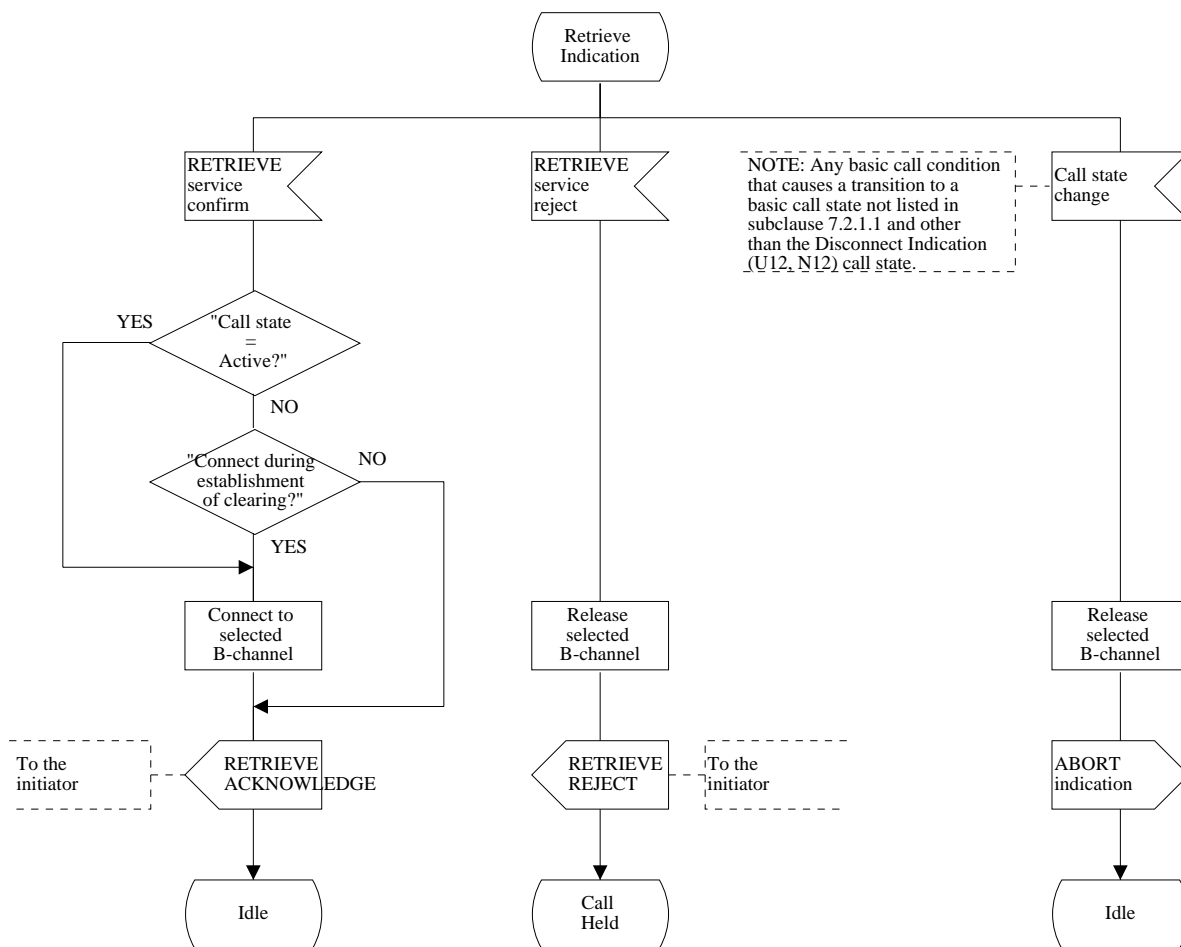 Retrieve
Indication
RETRIEVE
service
confirm
RETRIEVE
service
reject
NOTE: Any basic call condition
that causes a transition to a
basic call state not listed in
subclause 7.2.1.1 and other
than the Disconnect Indication
(U12, N12) call state.
Call state
change
YES
"Call state
=
Active?"
NO
"Connect during
establishment
of clearing?"
NO
YES
Connect to
selected
B-channel
Release
selected
B-channel
Release
selected
B-channel
To the
initiator
RETRIEVE
ACKNOWLEDGE
RETRIEVE
REJECT
To the
initiator
ABORT
indication
Idle
Call
Held
Idle